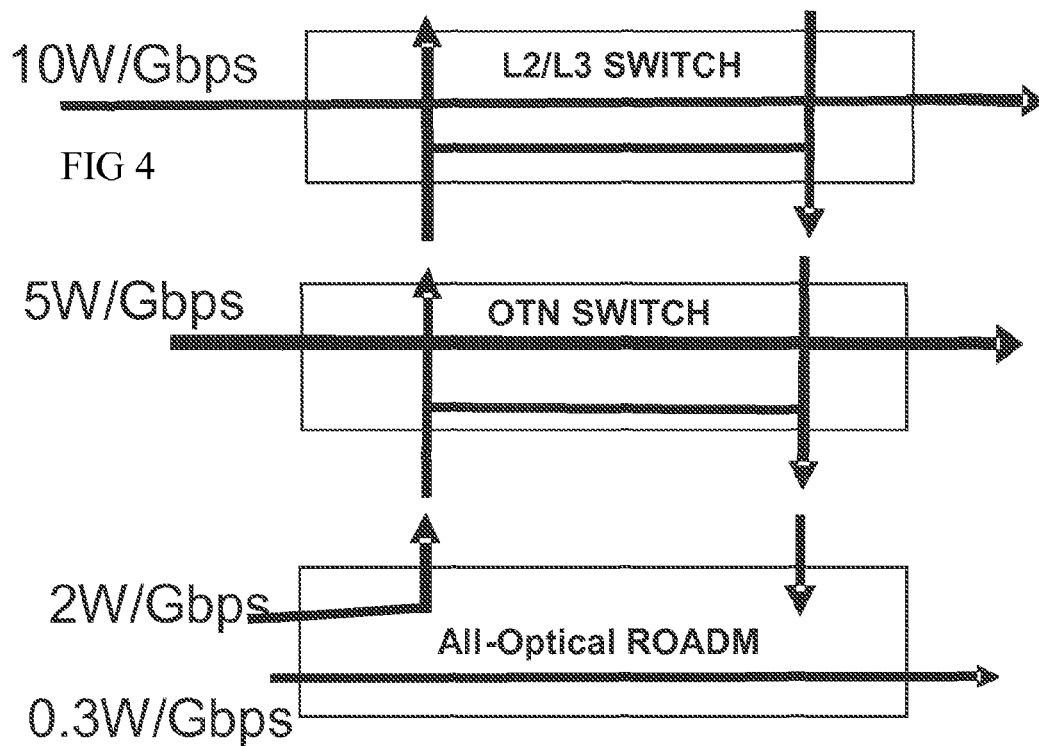 10W/Gbps
L2/L3 SWITCH
FIG 4
5W/Gbps
OTN SWITCH
2W/Gbps
All-Optical ROADM
0.3W/Gbps